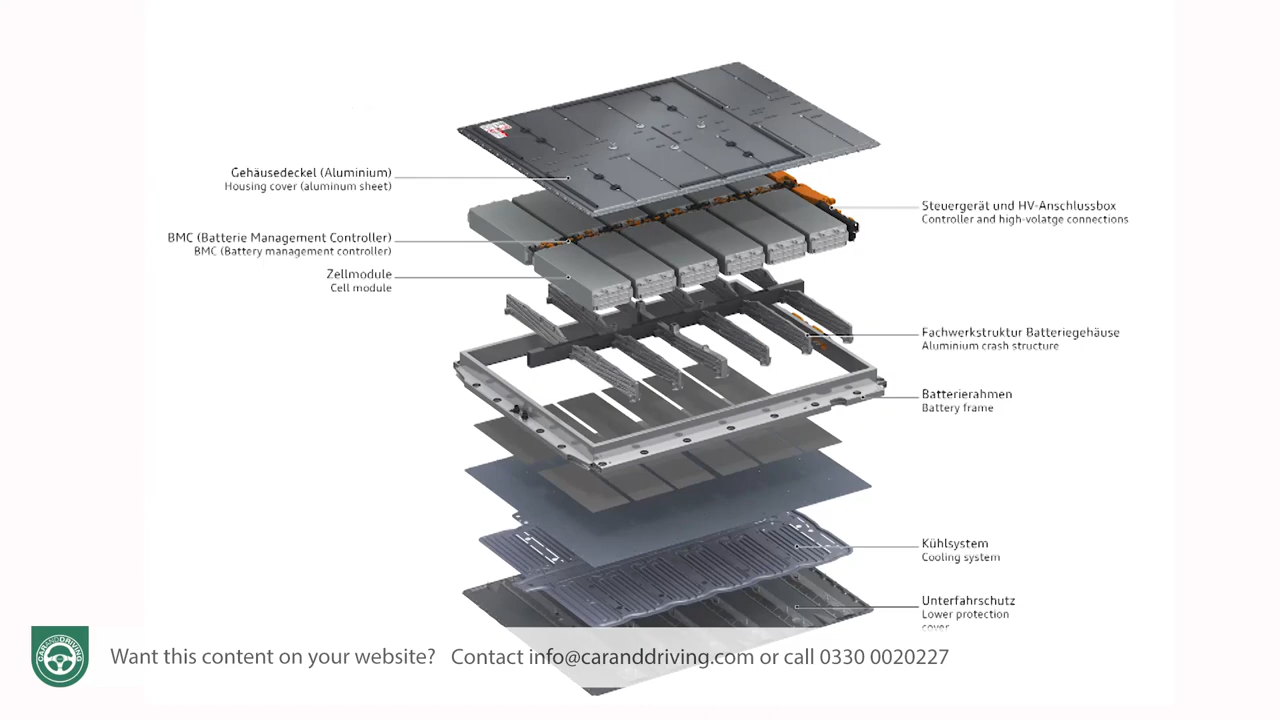 Gehäusedeckel (Aluminium)
Housing cover (aluminum sheet)
BMC (Batterie Management Controller)
BMC (Battery management controller)
Zellmodule
Cell module
Steuergerät und HV-Anschlussbox
Controller and high-volatge connections
Fachwerkstruktur Batteriegehäuse
Aluminium crash structure
Batterierahmen
Battery frame
Kühlsystem
Cooling system
Unterfahrschutz
Lower protection
cover
CARANDDRIVING
Want this content on your website? Contact info@caranddriving.com or call 0330 0020227